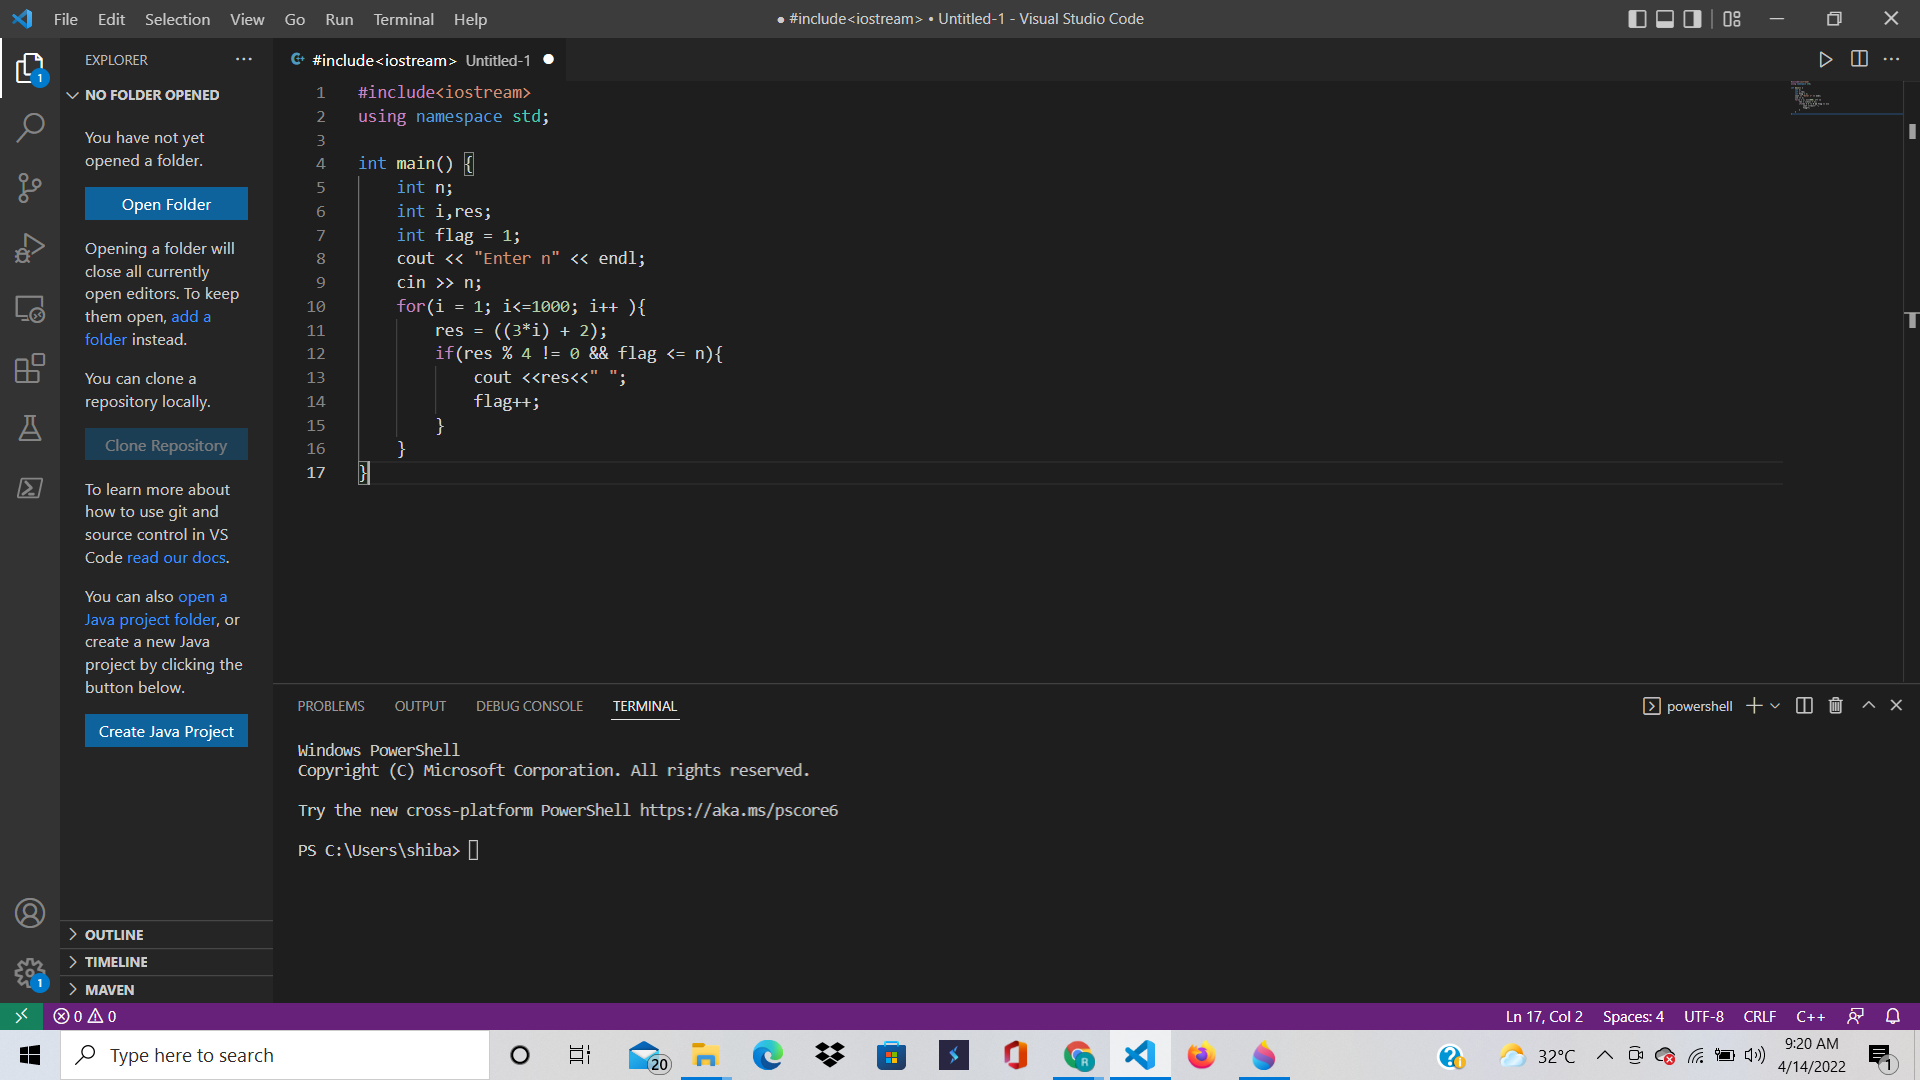 File Edit Selection View Go Run Terminal Help
● #include<iostream> • Untitled-1 - Visual Studio Code
EXPLORER
NO FOLDER OPENED
You have not yet
opened a folder.
Open Folder
Opening a folder will
close all currently
open editors. To keep
them open, add a
folder instead.
You can clone a
repository locally.
Clone Repository
To learn more about
how to use git and
source control in VS
Code read our docs.
You can also open a
Java project folder, or
create a new Java
project by clicking the
button below.
Create Java Project
OUTLINE
TIMELINE
MAVEN
1
1
#include<iostream> Untitled-1
1 #include<iostream>
2 using namespace std;
3
4 int main() {
5     int n;
6     int i,res;
7     int flag = 1;
8     cout << "Enter n" << endl;
9     cin >> n;
10     for(i = 1; i<=1000; i++ ){
11         res = ((3*i) + 2);
12         if(res % 4 != 0 && flag <= n){
13             cout <<res<<" ";
14             flag++;
15         }
16     }
17 }
PROBLEMS OUTPUT DEBUG CONSOLE TERMINAL
powershell
Windows PowerShell
Copyright (C) Microsoft Corporation. All rights reserved.
Try the new cross-platform PowerShell https://aka.ms/pscore6
PS C:\Users\shiba>
0 0
Ln 17, Col 2 Spaces: 4 UTF-8 CRLF C++
Type here to search
20
R
32°C
9:20 AM
4/14/2022
1